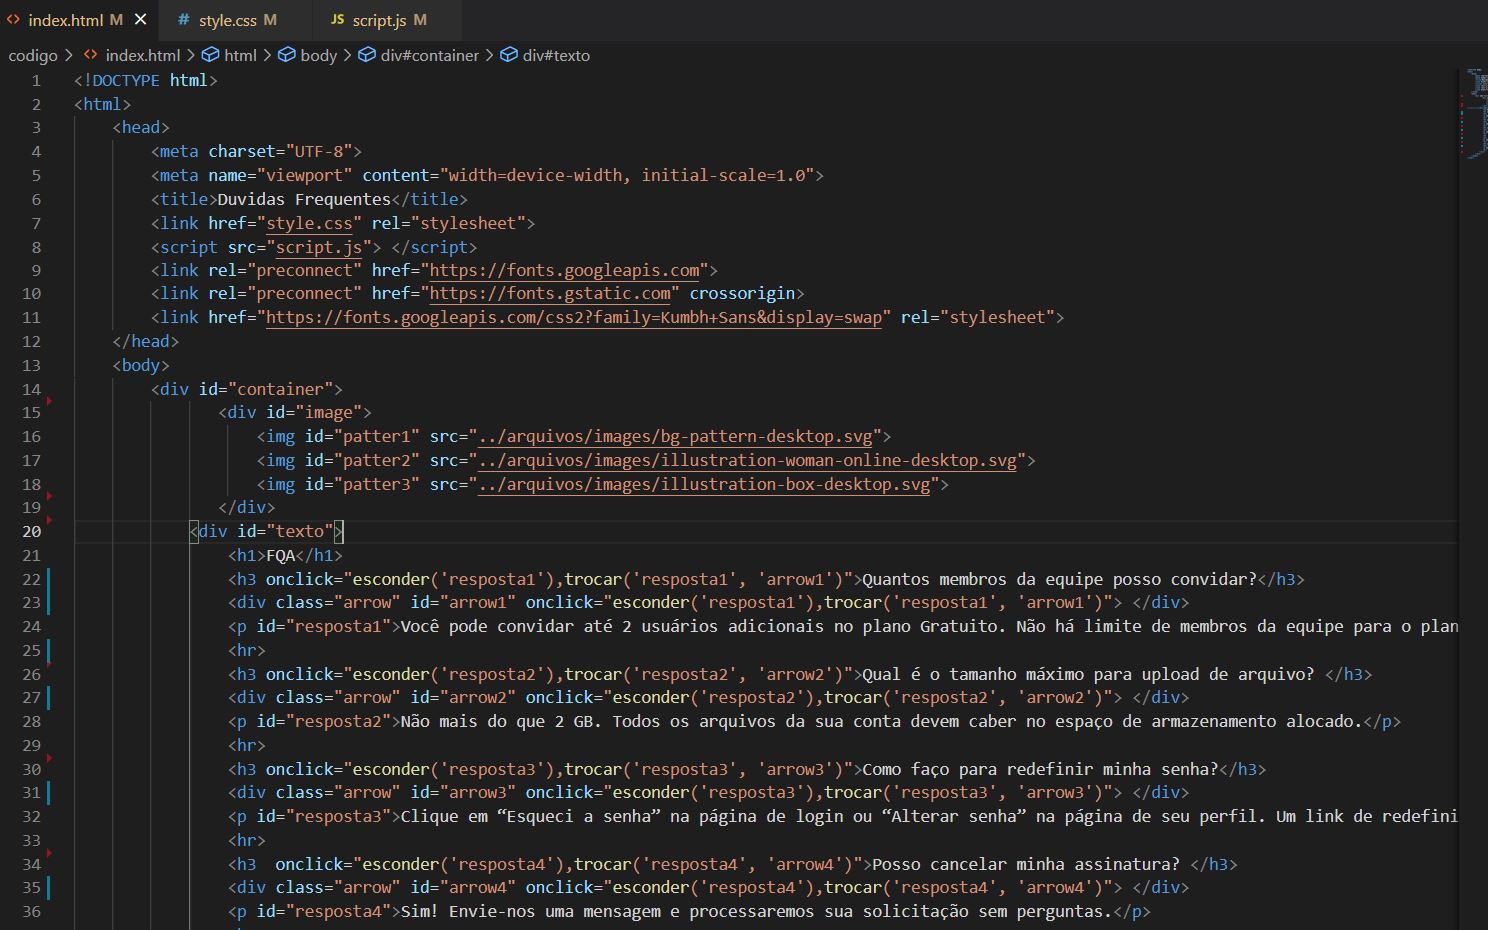 index.html M
style.css M
JS script.js M
codigo > index.html > html > body > div#container > div#texto
1 <!DOCTYPE html>
2 <html>
3 <head>
4 <meta charset="UTF-8">
5 <meta name="viewport" content="width=device-width, initial-scale=1.0">
6 <title>Duvidas Frequentes</title>
7 <link href="style.css" rel="stylesheet">
8 <script src="script.js"> </script>
9 <link rel="preconnect" href="https://fonts.googleapis.com">
10 <link rel="preconnect" href="https://fonts.gstatic.com" crossorigin>
11 <link href="https://fonts.googleapis.com/css2?family=Kumbh+Sans&display=swap" rel="stylesheet">
12 </head>
13 <body>
14 <div id="container">
15 <div id="image">
16 <img id="patter1" src="../arquivos/images/bg-pattern-desktop.svg">
17 <img id="patter2" src="../arquivos/images/illustration-woman-online-desktop.svg">
18 <img id="patter3" src="../arquivos/images/illustration-box-desktop.svg">
19 </div>
20 <div id="texto">
21 <h1>FQA</h1>
22 <h3 onclick="esconder('resposta1'),trocar('resposta1', 'arrow1')">Quantos membros da equipe posso convidar?</h3>
23 <div class="arrow" id="arrow1" onclick="esconder('resposta1'),trocar('resposta1', 'arrow1')"> </div>
24 <p id="resposta1">Você pode convidar até 2 usuários adicionais no plano Gratuito. Não há limite de membros da equipe para o plan
25 <hr>
26 <h3 onclick="esconder('resposta2'),trocar('resposta2', 'arrow2')">Qual é o tamanho máximo para upload de arquivo? </h3>
27 <div class="arrow" id="arrow2" onclick="esconder('resposta2'),trocar('resposta2', 'arrow2')"> </div>
28 <p id="resposta2">Não mais do que 2 GB. Todos os arquivos da sua conta devem caber no espaço de armazenamento alocado.</p>
29 <hr>
30 <h3 onclick="esconder('resposta3'),trocar('resposta3', 'arrow3')">Como faço para redefinir minha senha?</h3>
31 <div class="arrow" id="arrow3" onclick="esconder('resposta3'),trocar('resposta3', 'arrow3')"> </div>
32 <p id="resposta3">Clique em “Esqueci a senha” na página de login ou “Alterar senha” na página de seu perfil. Um link de redefini
33 <hr>
34 <h3  onclick="esconder('resposta4'),trocar('resposta4', 'arrow4')">Posso cancelar minha assinatura? </h3>
35 <div class="arrow" id="arrow4" onclick="esconder('resposta4'),trocar('resposta4', 'arrow4')"> </div>
36 <p id="resposta4">Sim! Envie-nos uma mensagem e processaremos sua solicitação sem perguntas.</p>